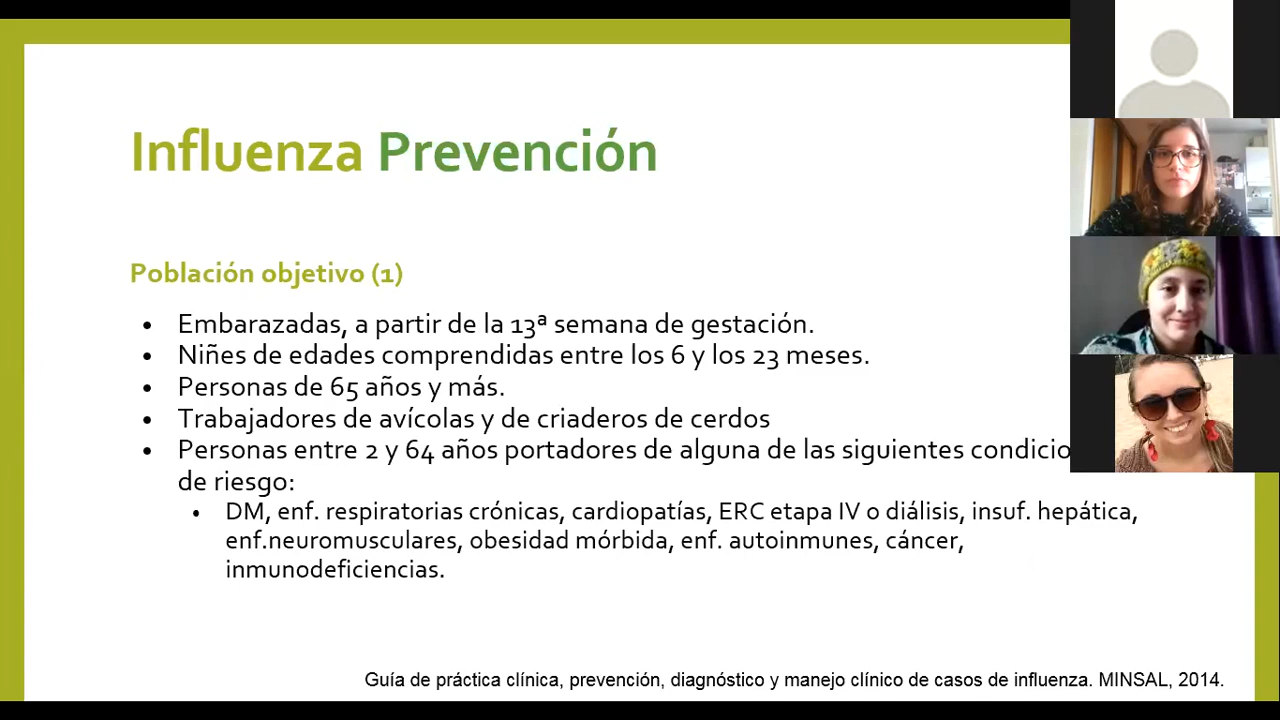 Influenza Prevención
Población objetivo (1)
• Embarazadas, a partir de la 13ª semana de gestación.
• Niñes de edades comprendidas entre los 6 y los 23 meses.
• Personas de 65 años y más.
• Trabajadores de avícolas y de criaderos de cerdos
• Personas entre 2 y 64 años portadores de alguna de las siguientes condicio
de riesgo:
• DM, enf. respiratorias crónicas, cardiopatías, ERC etapa IV o diálisis, insuf. hepática,
enf.neuromusculares, obesidad mórbida, enf. autoinmunes, cáncer,
inmunodeficiencias.
Guía de práctica clínica, prevención, diagnóstico y manejo clínico de casos de influenza. MINSAL, 2014.